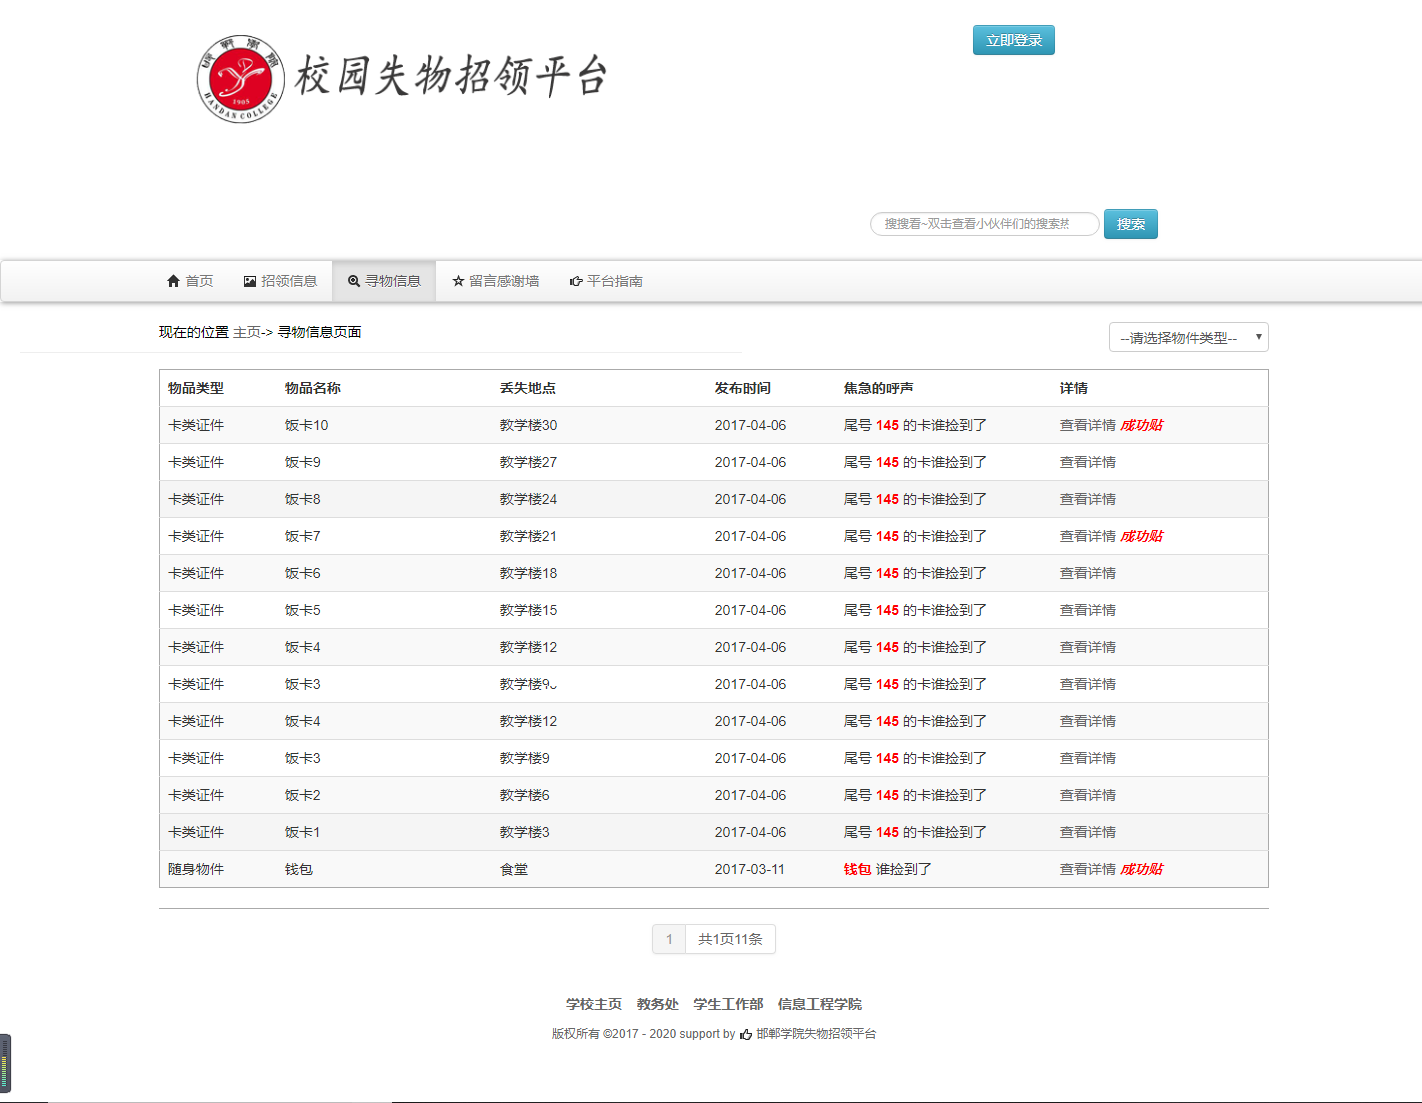 立即登录
邯郸学院
校园失物招领平台
1905
HANDAN COLLEGE
搜搜看~双击查看小伙伴们的搜索热 搜索
首页 招领信息 寻物信息 留言感谢墙 平台指南
现在的位置 主页-> 寻物信息页面 --请选择物件类型--
物品类型 物品名称 丢失地点 发布时间 焦急的呼声 详情
卡类证件 饭卡10 教学楼30 2017-04-06 尾号 145 的卡谁捡到了 查看详情 成功贴
卡类证件 饭卡9 教学楼27 2017-04-06 尾号 145 的卡谁捡到了 查看详情
卡类证件 饭卡8 教学楼24 2017-04-06 尾号 145 的卡谁捡到了 查看详情
卡类证件 饭卡7 教学楼21 2017-04-06 尾号 145 的卡谁捡到了 查看详情 成功贴
卡类证件 饭卡6 教学楼18 2017-04-06 尾号 145 的卡谁捡到了 查看详情
卡类证件 饭卡5 教学楼15 2017-04-06 尾号 145 的卡谁捡到了 查看详情
卡类证件 饭卡4 教学楼12 2017-04-06 尾号 145 的卡谁捡到了 查看详情
卡类证件 饭卡3 教学楼 2017-04-06 尾号 145 的卡谁捡到了 查看详情
卡类证件 饭卡4 教学楼12 2017-04-06 尾号 145 的卡谁捡到了 查看详情
卡类证件 饭卡3 教学楼9 2017-04-06 尾号 145 的卡谁捡到了 查看详情
卡类证件 饭卡2 教学楼6 2017-04-06 尾号 145 的卡谁捡到了 查看详情
卡类证件 饭卡1 教学楼3 2017-04-06 尾号 145 的卡谁捡到了 查看详情
随身物件 钱包 食堂 2017-03-11 钱包 谁捡到了 查看详情 成功贴
1 共1页11条
学校主页 教务处 学生工作部 信息工程学院
版权所有 ©2017 - 2020 support by 邯郸学院失物招领平台